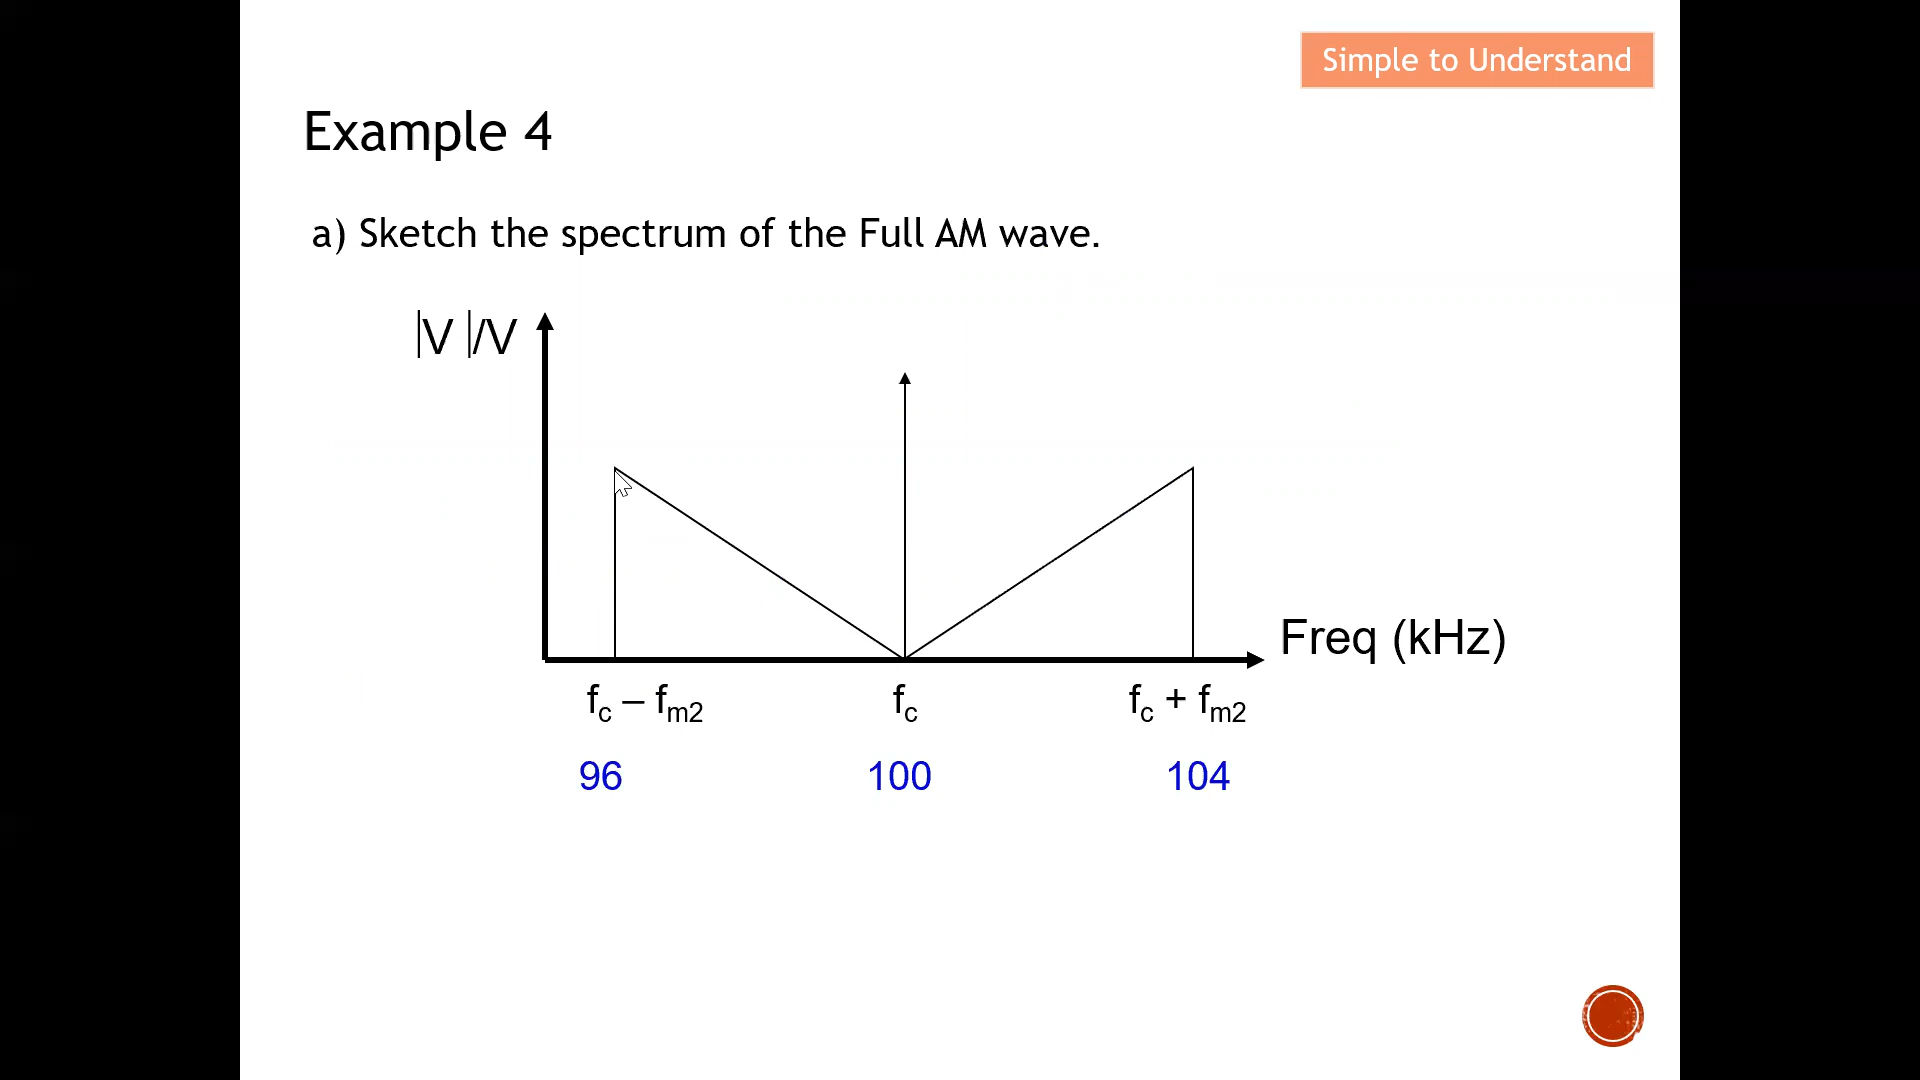 Simple to Understand
Example 4
a) Sketch the spectrum of the Full AM wave.
|V |/V
Freq (kHz)
fc – fm2 fc fc + fm2
96 100 104